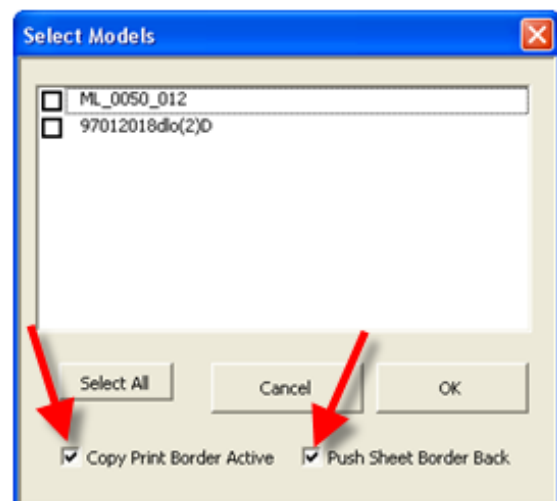 Select Models
ML_0050_012
97012018dlo(2)D
Select All Cancel OK
Copy Print Border Active Push Sheet Border Back